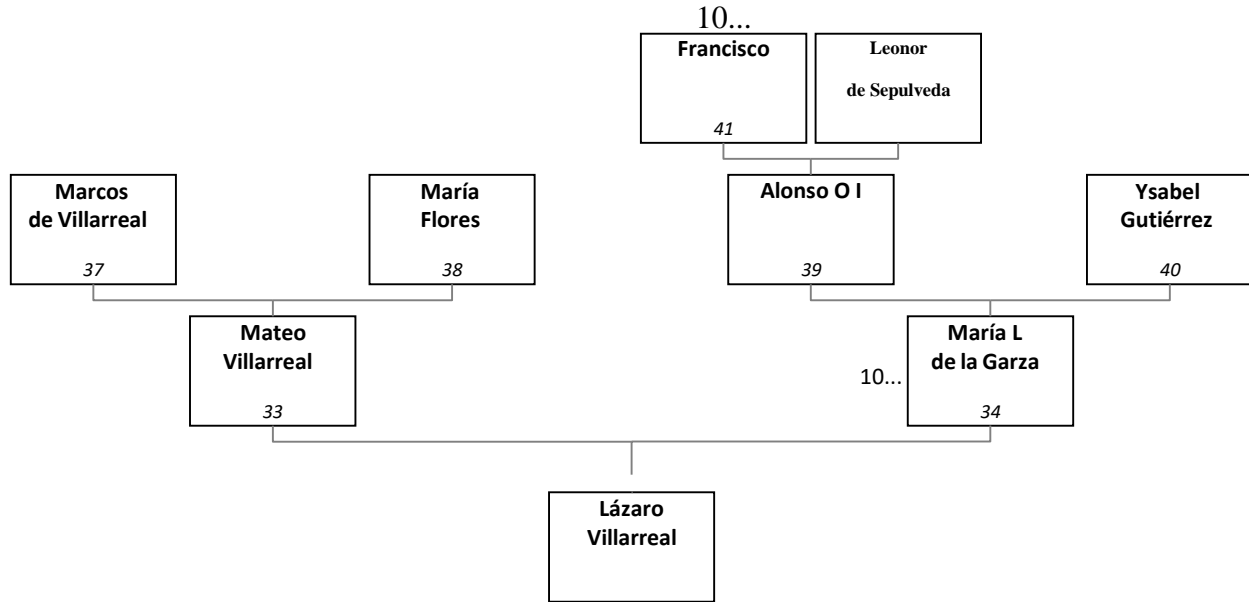 10...
Francisco
41
Leonor
de Sepulveda
Marcos
de Villarreal
37
María
Flores
38
Alonso O I
39
Ysabel
Gutiérrez
40
Mateo
Villarreal
33
10...
María L
de la Garza
34
Lázaro
Villarreal